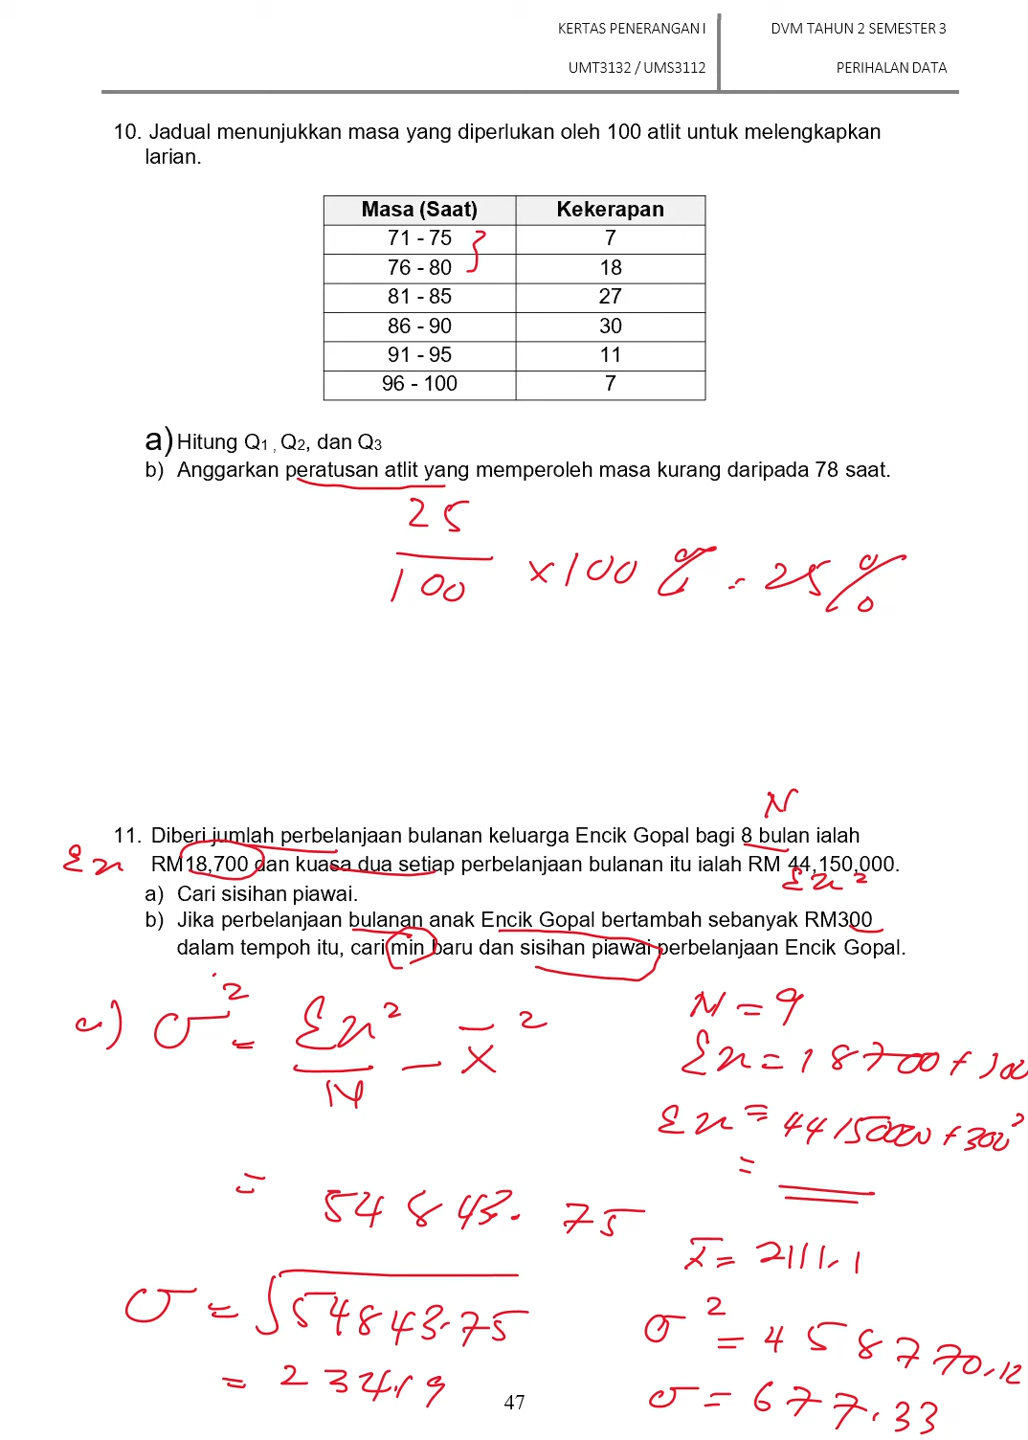 KERTAS PENERANGAN I DVM TAHUN 2 SEMESTER 3
UMT3132 / UMS3112 PERIHALAN DATA
10. Jadual menunjukkan masa yang diperlukan oleh 100 atlit untuk melengkapkan
larian.
Masa (Saat) Kekerapan
71 - 75 7
76 - 80 18
81 - 85 27
86 - 90 30
91 - 95 11
96 - 100 7
a) Hitung Q1 , Q2, dan Q3
b) Anggarkan peratusan atlit yang memperoleh masa kurang daripada 78 saat.
25
100 × 100 % = 25 %
N
11. Diberi jumlah perbelanjaan bulanan keluarga Encik Gopal bagi 8 bulan ialah
Σx RM18,700 dan kuasa dua setiap perbelanjaan bulanan itu ialah RM 44,150,000.
Σx²
a) Cari sisihan piawai.
b) Jika perbelanjaan bulanan anak Encik Gopal bertambah sebanyak RM300
dalam tempoh itu, cari min baru dan sisihan piawai perbelanjaan Encik Gopal.
a) σ² = Σx² / N - x̄²
= 54843.75
σ = √54843.75
= 234.19
N = 9
Σx = 18700 + 300
Σx² = 44150000 + 300²
=
x̄ = 2111.1
σ² = 458770.12
σ = 677.33
47